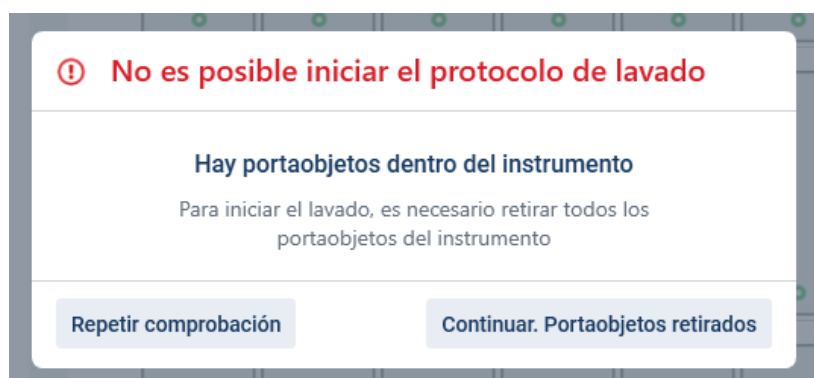 No es posible iniciar el protocolo de lavado
Hay portaobjetos dentro del instrumento
Para iniciar el lavado, es necesario retirar todos los
portaobjetos del instrumento
Repetir comprobación
Continuar. Portaobjetos retirados